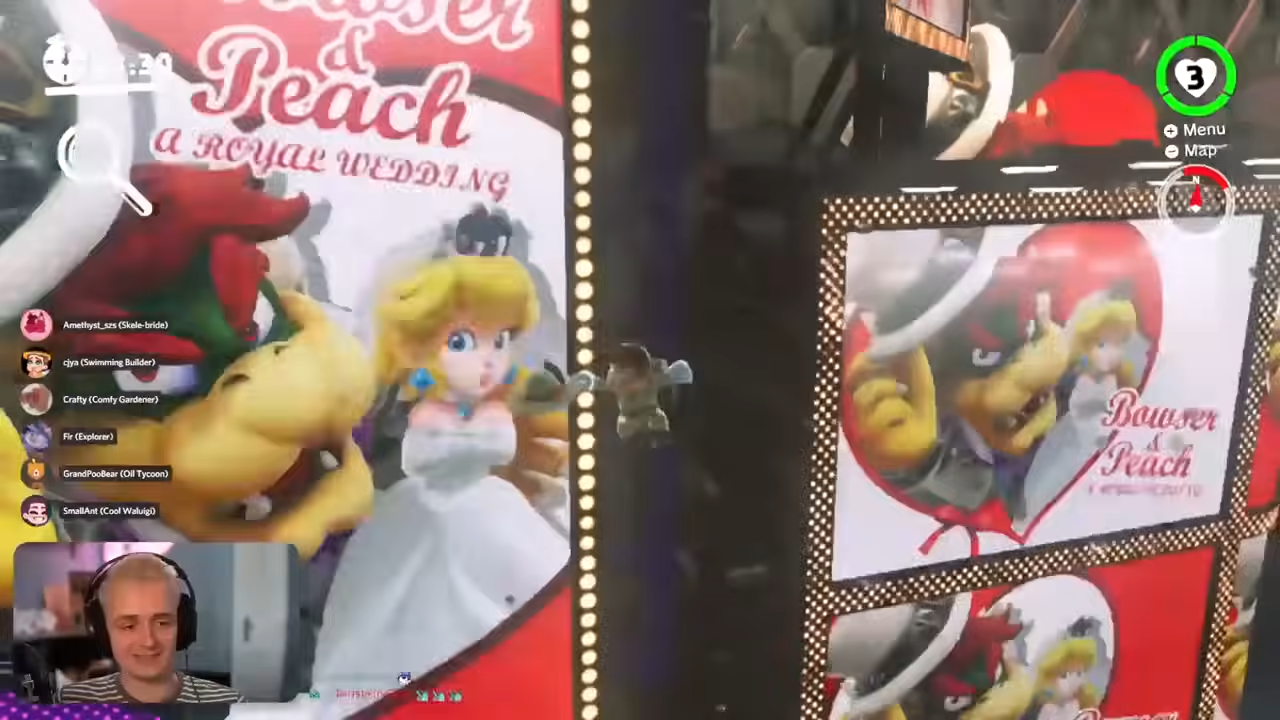 Bowser
&
Peach
A ROYAL WEDDING
3
Menu
Map
N
Bowser
&
Peach
Amethyst_szs (Skele-bride)
cjya (Swimming Builder)
Crafty (Comfy Gardener)
Fir (Explorer)
GrandPooBear (Oil Tycoon)
SmallAnt (Cool Waluigi)